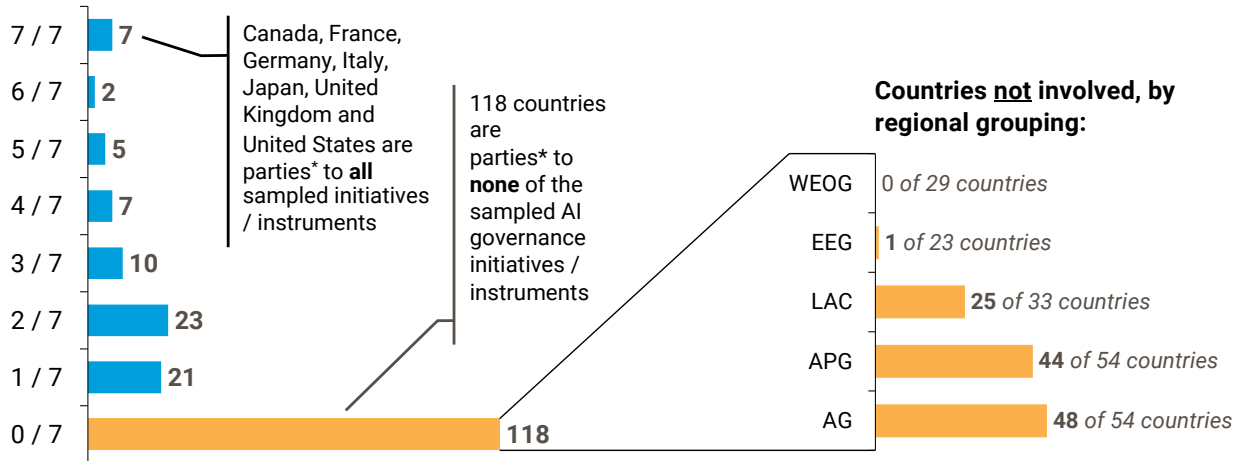 7 / 7
7
6 / 7
2
5 / 7
5
4 / 7
7
3 / 7
10
2 / 7
23
1 / 7
21
0 / 7
118
Canada, France,
Germany, Italy,
Japan, United
Kingdom and
United States are
parties* to all
sampled initiatives
/ instruments
118 countries
are
parties* to
none of the
sampled AI
governance
initiatives /
instruments
Countries not involved, by
regional grouping:
WEOG
0 of 29 countries
EEG
1 of 23 countries
LAC
25 of 33 countries
APG
44 of 54 countries
AG
48 of 54 countries